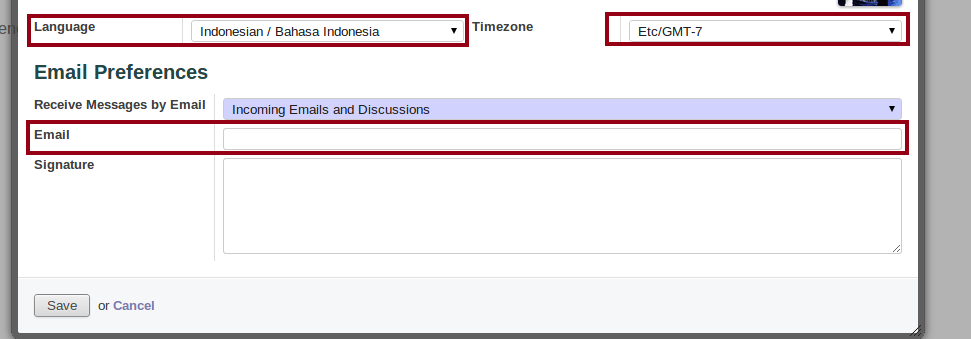 Language Indonesian / Bahasa Indonesia Timezone Etc/GMT-7
Email Preferences
Receive Messages by Email Incoming Emails and Discussions
Email
Signature
Save or Cancel